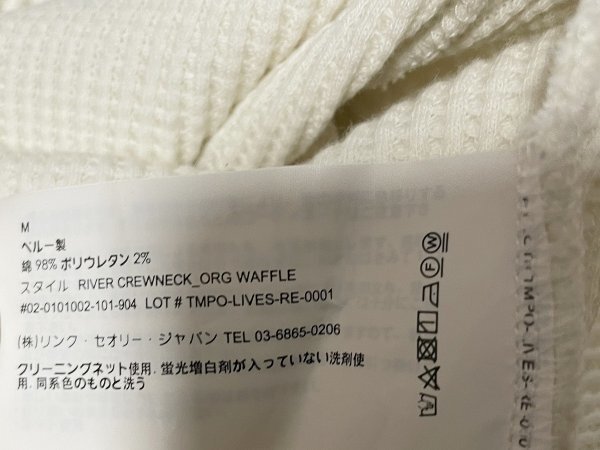 M
ペルー製
綿 98% ポリウレタン 2%
スタイル RIVER CREWNECK_ORG WAFFLE
#02-0101002-101-904 LOT # TMPO-LIVES-RE-0001
(株)リンク・セオリー・ジャパン TEL 03-6865-0206
クリーニングネット使用. 蛍光増白剤が入っていない洗剤使
用. 同系色のものと洗う